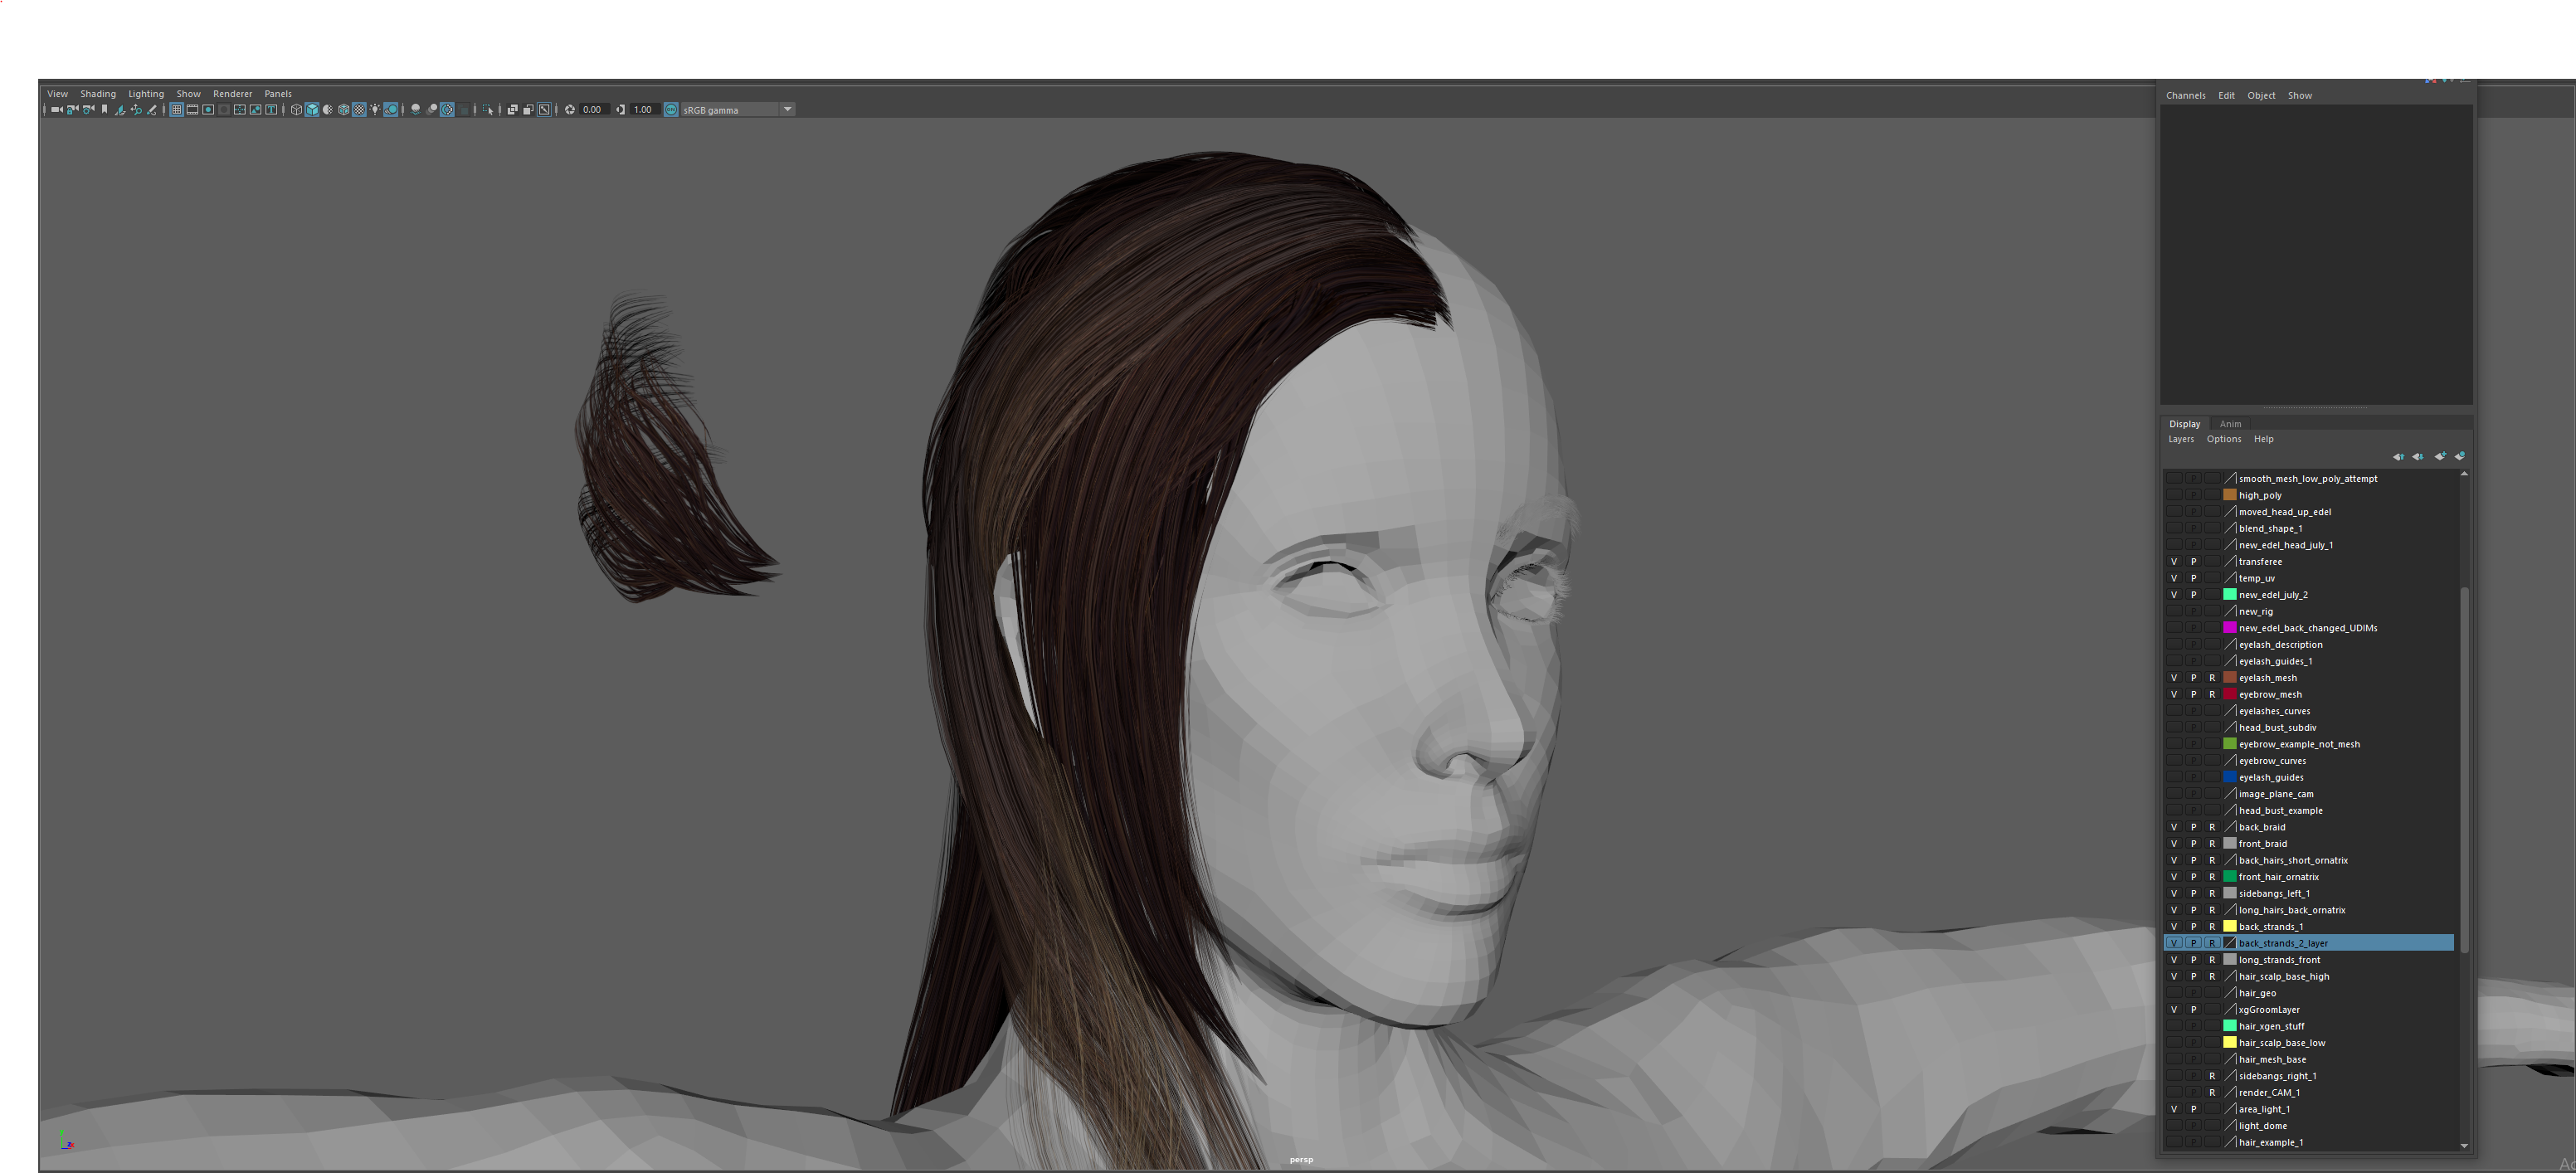 View Shading Lighting Show Renderer Panels
0.00 1.00 sRGB gamma
Channels Edit Object Show
Display Anim
Layers Options Help
smooth_mesh_low_poly_attempt
high_poly
moved_head_up_edel
blend_shape_1
new_edel_head_july_1
V P transferee
V P temp_uv
V P new_edel_july_2
new_rig
new_edel_back_changed_UDIMs
eyelash_description
eyelash_guides_1
V P R eyelash_mesh
V P R eyebrow_mesh
eyelashes_curves
head_bust_subdiv
eyebrow_example_not_mesh
eyebrow_curves
eyelash_guides
image_plane_cam
head_bust_example
V P R back_braid
V P R front_braid
V P R back_hairs_short_ornatrix
V P R front_hair_ornatrix
V P R sidebangs_left_1
V P R long_hairs_back_ornatrix
V P R back_strands_1
V P R back_strands_2_layer
V P R long_strands_front
V P R hair_scalp_base_high
hair_geo
V P xgGroomLayer
hair_xgen_stuff
hair_scalp_base_low
hair_mesh_base
R sidebangs_right_1
R render_CAM_1
V P area_light_1
light_dome
hair_example_1
persp